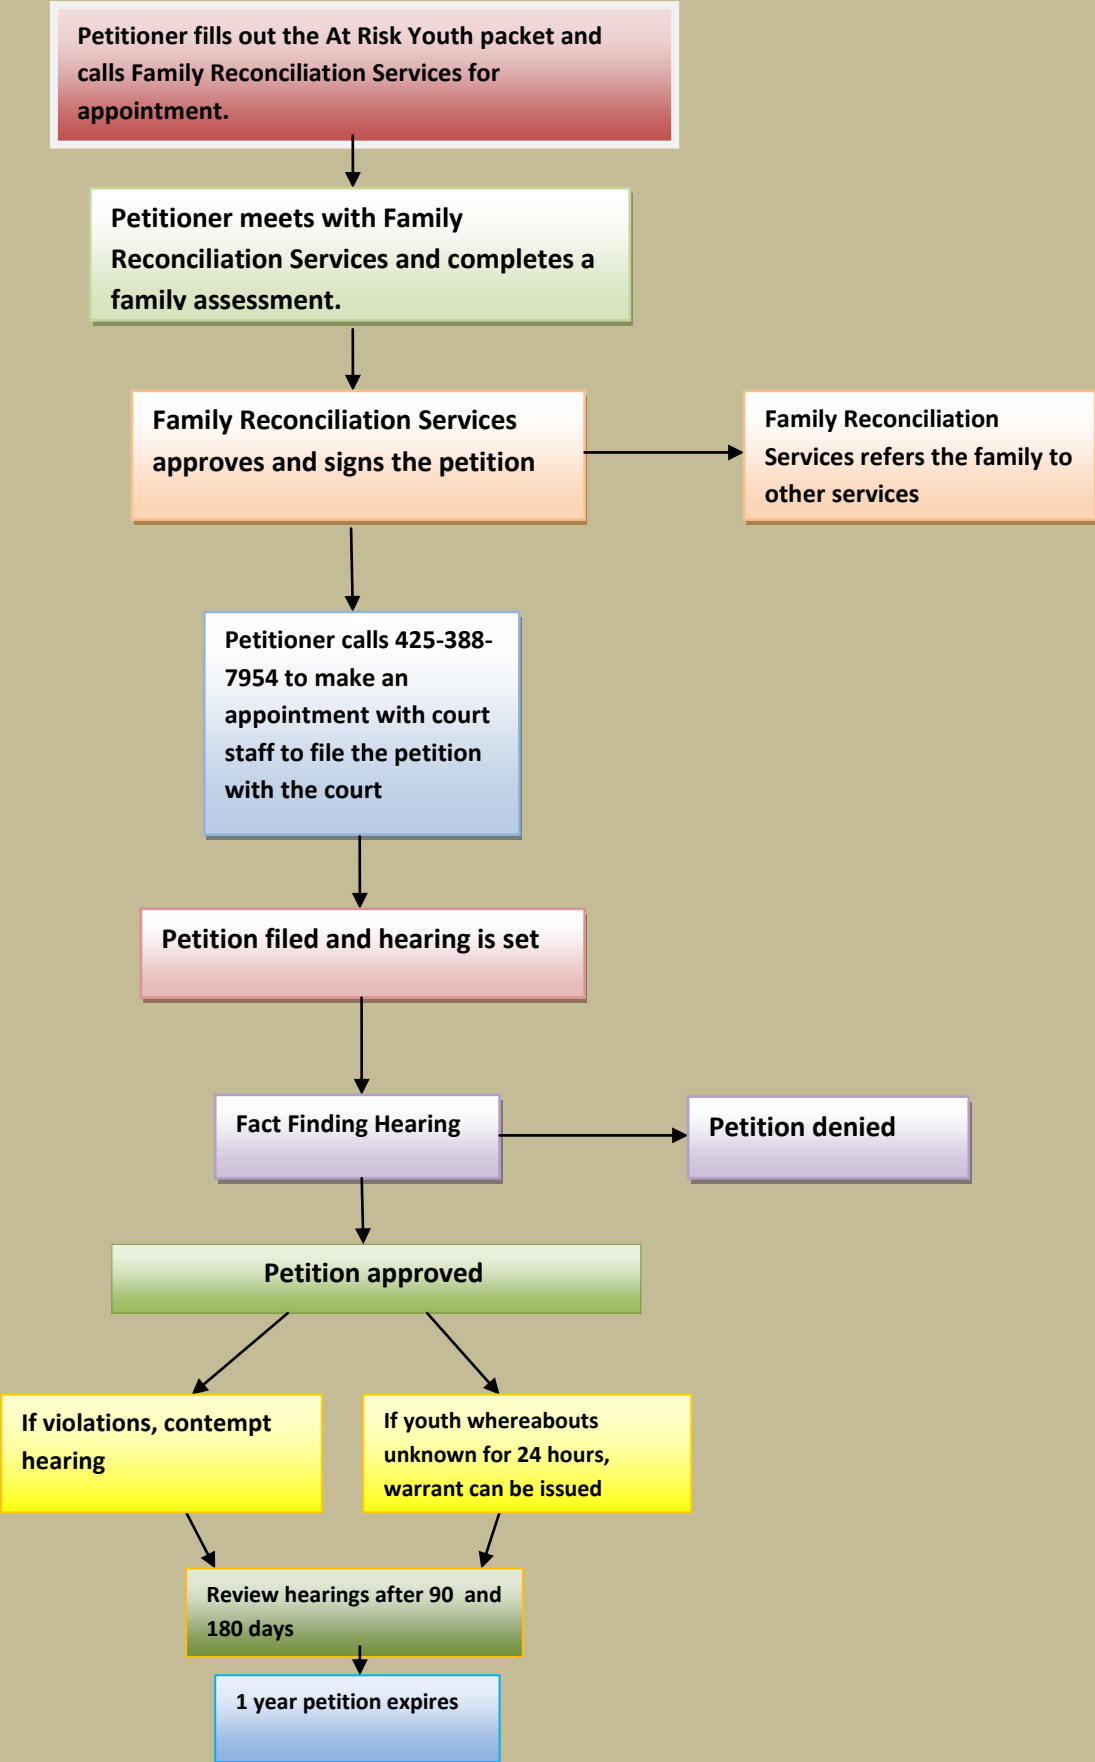 Petitioner fills out the At Risk Youth packet and
calls Family Reconciliation Services for
appointment.
Petitioner meets with Family
Reconciliation Services and completes a
family assessment.
Family Reconciliation Services
approves and signs the petition
Family Reconciliation
Services refers the family to
other services
Petitioner calls 425-388-
7954 to make an
appointment with court
staff to file the petition
with the court
Petition filed and hearing is set
Fact Finding Hearing
Petition denied
Petition approved
If violations, contempt
hearing
If youth whereabouts
unknown for 24 hours,
warrant can be issued
Review hearings after 90 and
180 days
1 year petition expires